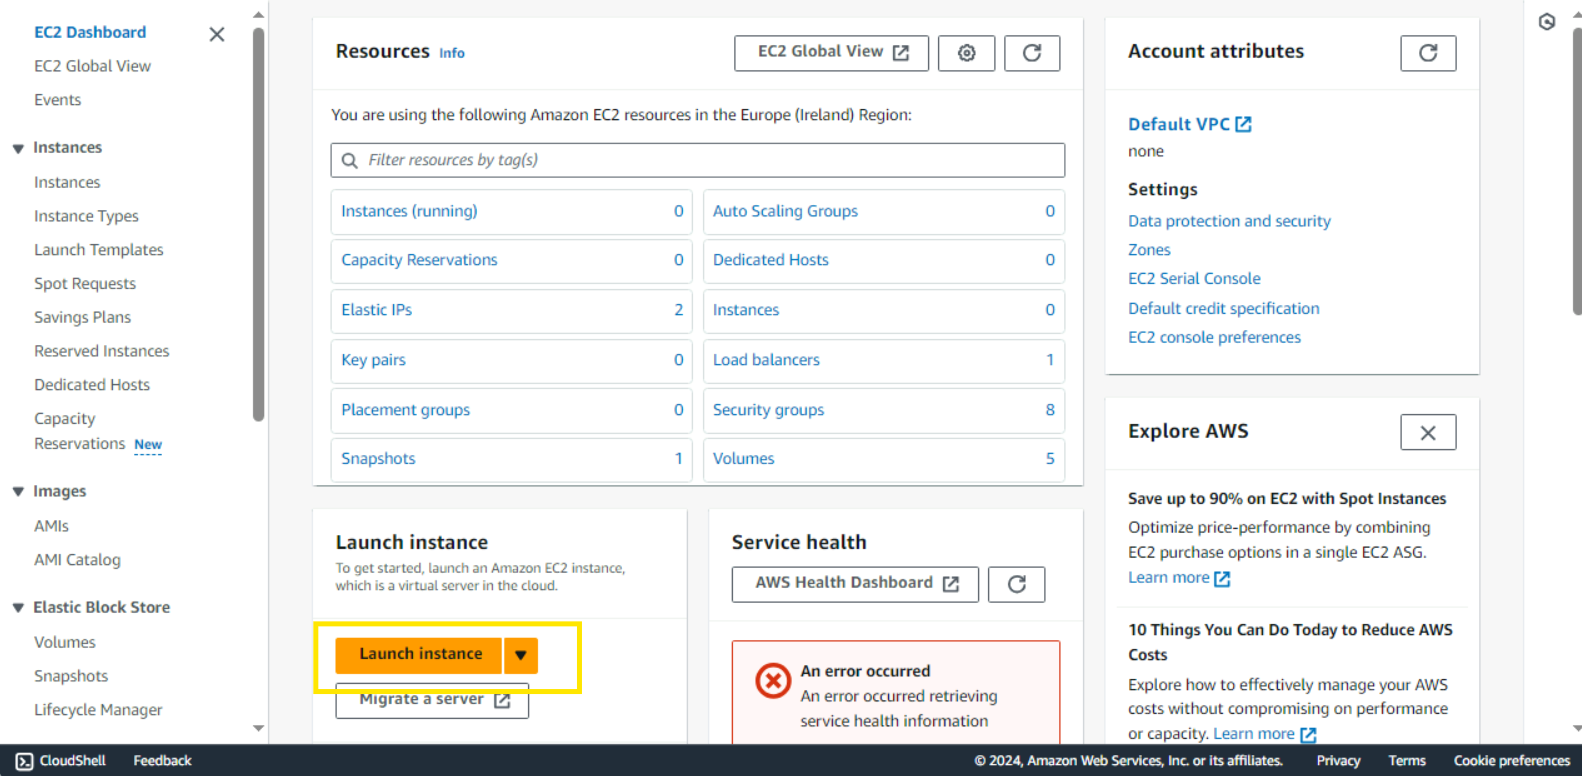 EC2 Dashboard
EC2 Global View
Events
Instances
Instances
Instance Types
Launch Templates
Spot Requests
Savings Plans
Reserved Instances
Dedicated Hosts
Capacity
Reservations New
Images
AMIs
AMI Catalog
Elastic Block Store
Volumes
Snapshots
Lifecycle Manager
Resources Info
EC2 Global View
You are using the following Amazon EC2 resources in the Europe (Ireland) Region:
Filter resources by tag(s)
Instances (running) 0
Auto Scaling Groups 0
Capacity Reservations 0
Dedicated Hosts 0
Elastic IPs 2
Instances 0
Key pairs 0
Load balancers 1
Placement groups 0
Security groups 8
Snapshots 1
Volumes 5
Launch instance
To get started, launch an Amazon EC2 instance,
which is a virtual server in the cloud.
Launch instance
Migrate a server
Service health
AWS Health Dashboard
An error occurred
An error occurred retrieving
service health information
Account attributes
Default VPC
none
Settings
Data protection and security
Zones
EC2 Serial Console
Default credit specification
EC2 console preferences
Explore AWS
Save up to 90% on EC2 with Spot Instances
Optimize price-performance by combining
EC2 purchase options in a single EC2 ASG.
Learn more
10 Things You Can Do Today to Reduce AWS
Costs
Explore how to effectively manage your AWS
costs without compromising on performance
or capacity. Learn more
CloudShell Feedback © 2024, Amazon Web Services, Inc. or its affiliates. Privacy Terms Cookie preferences